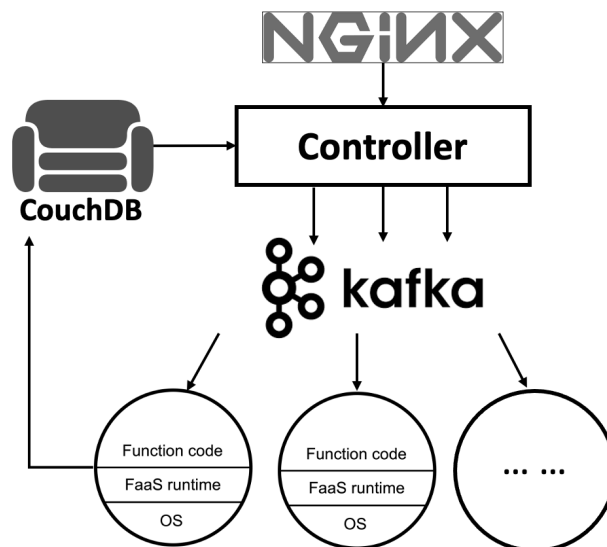 NGiNX
Controller
CouchDB
kafka
Function code
FaaS runtime
OS
Function code
FaaS runtime
OS
... ...